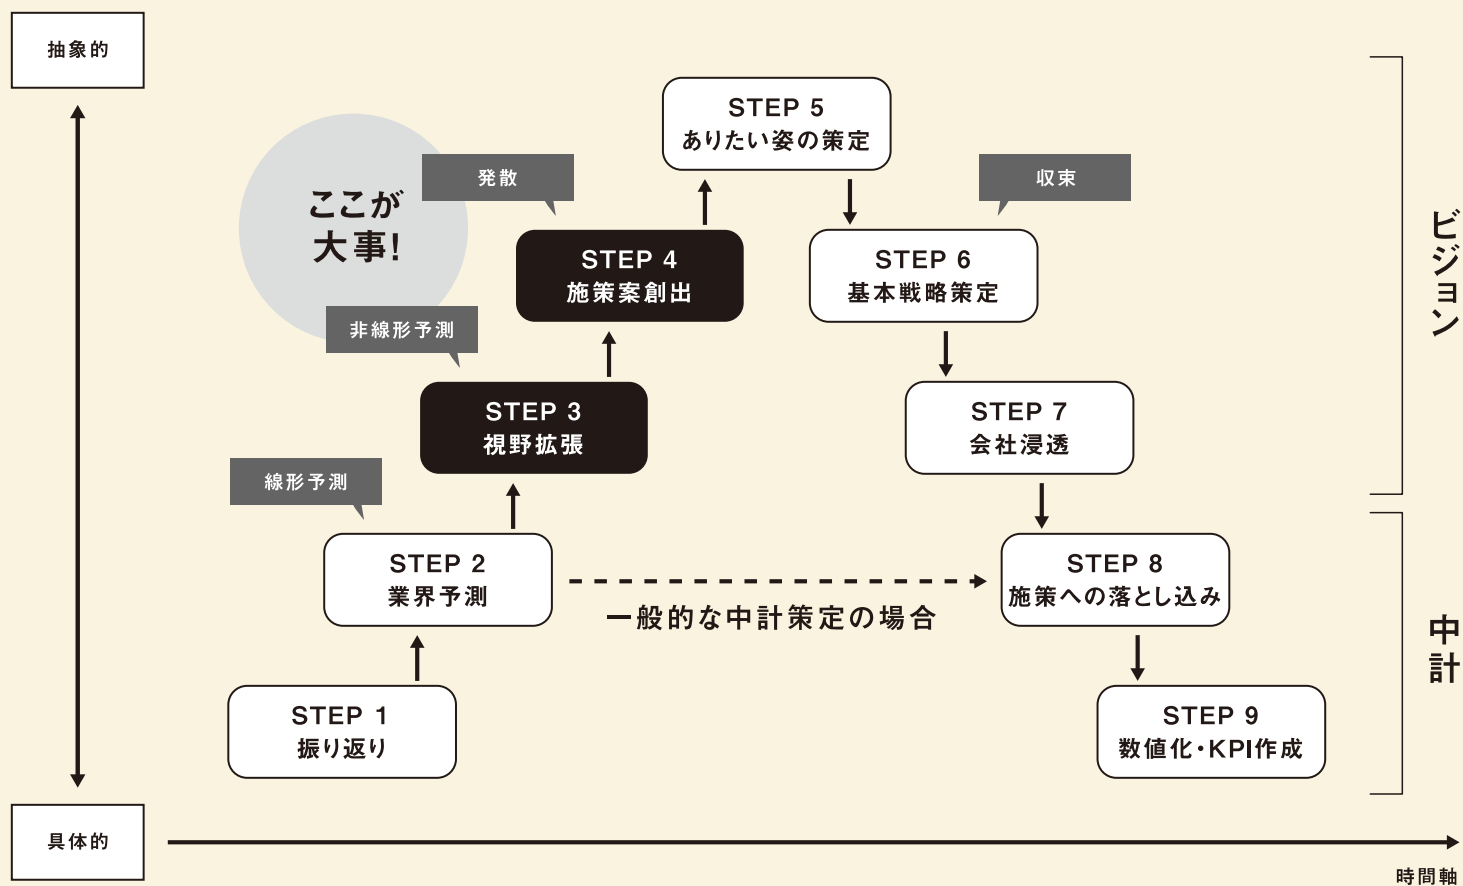 抽象的
STEP 5
ありたい姿の策定
発散
収束
ここが
大事!
STEP 4
施策案創出
STEP 6
基本戦略策定
ビジョン
非線形予測
STEP 3
視野拡張
STEP 7
会社浸透
線形予測
STEP 2
業界予測
一般的な中計策定の場合
STEP 8
施策への落とし込み
中計
STEP 1
振り返り
STEP 9
数値化・KPI作成
具体的
時間軸